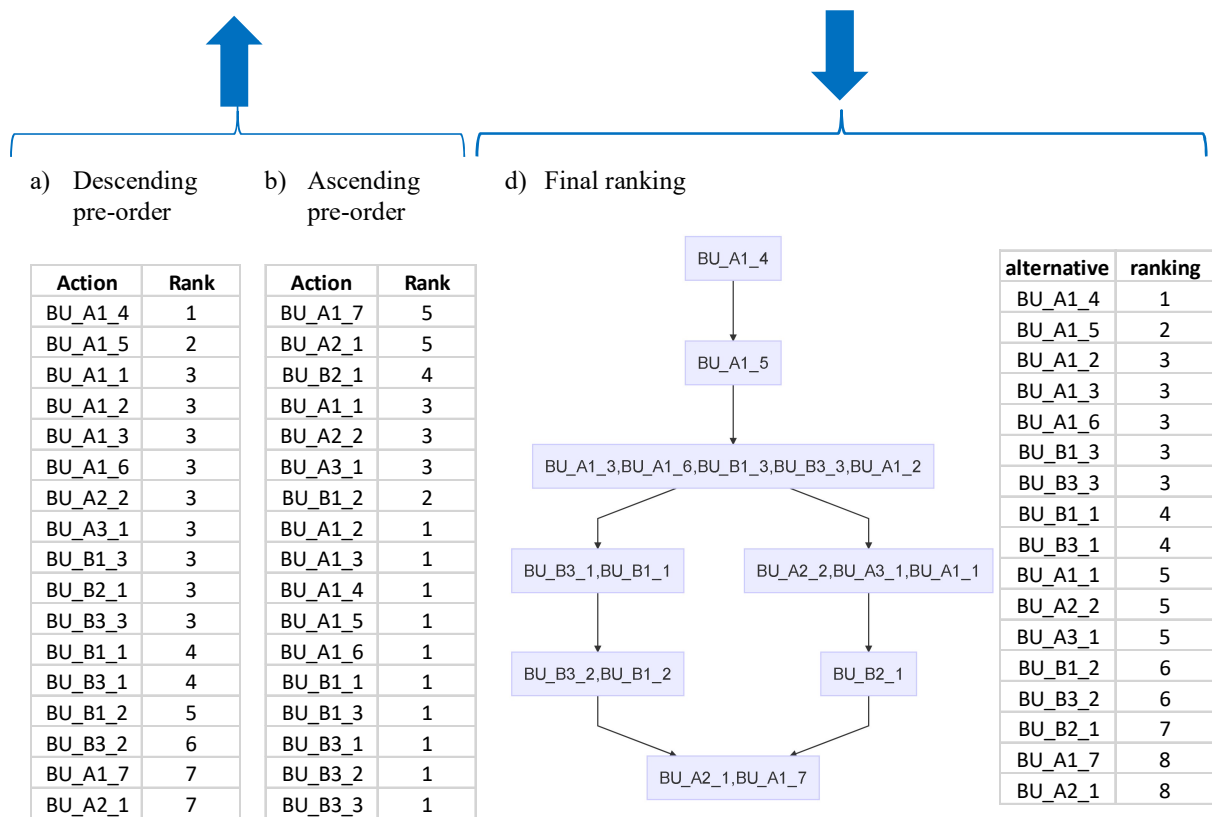 a) Descending
pre-order
b) Ascending
pre-order
d) Final ranking
Action Rank
BU_A1_4 1
BU_A1_5 2
BU_A1_1 3
BU_A1_2 3
BU_A1_3 3
BU_A1_6 3
BU_A2_2 3
BU_A3_1 3
BU_B1_3 3
BU_B2_1 3
BU_B3_3 3
BU_B1_1 4
BU_B3_1 4
BU_B1_2 5
BU_B3_2 6
BU_A1_7 7
BU_A2_1 7
Action Rank
BU_A1_7 5
BU_A2_1 5
BU_B2_1 4
BU_A1_1 3
BU_A2_2 3
BU_A3_1 3
BU_B1_2 2
BU_A1_2 1
BU_A1_3 1
BU_A1_4 1
BU_A1_5 1
BU_A1_6 1
BU_B1_1 1
BU_B1_3 1
BU_B3_1 1
BU_B3_2 1
BU_B3_3 1
BU_A1_4
BU_A1_5
BU_A1_3,BU_A1_6,BU_B1_3,BU_B3_3,BU_A1_2
BU_B3_1,BU_B1_1
BU_A2_2,BU_A3_1,BU_A1_1
BU_B3_2,BU_B1_2
BU_B2_1
BU_A2_1,BU_A1_7
alternative ranking
BU_A1_4 1
BU_A1_5 2
BU_A1_2 3
BU_A1_3 3
BU_A1_6 3
BU_B1_3 3
BU_B3_3 3
BU_B1_1 4
BU_B3_1 4
BU_A1_1 5
BU_A2_2 5
BU_A3_1 5
BU_B1_2 6
BU_B3_2 6
BU_B2_1 7
BU_A1_7 8
BU_A2_1 8